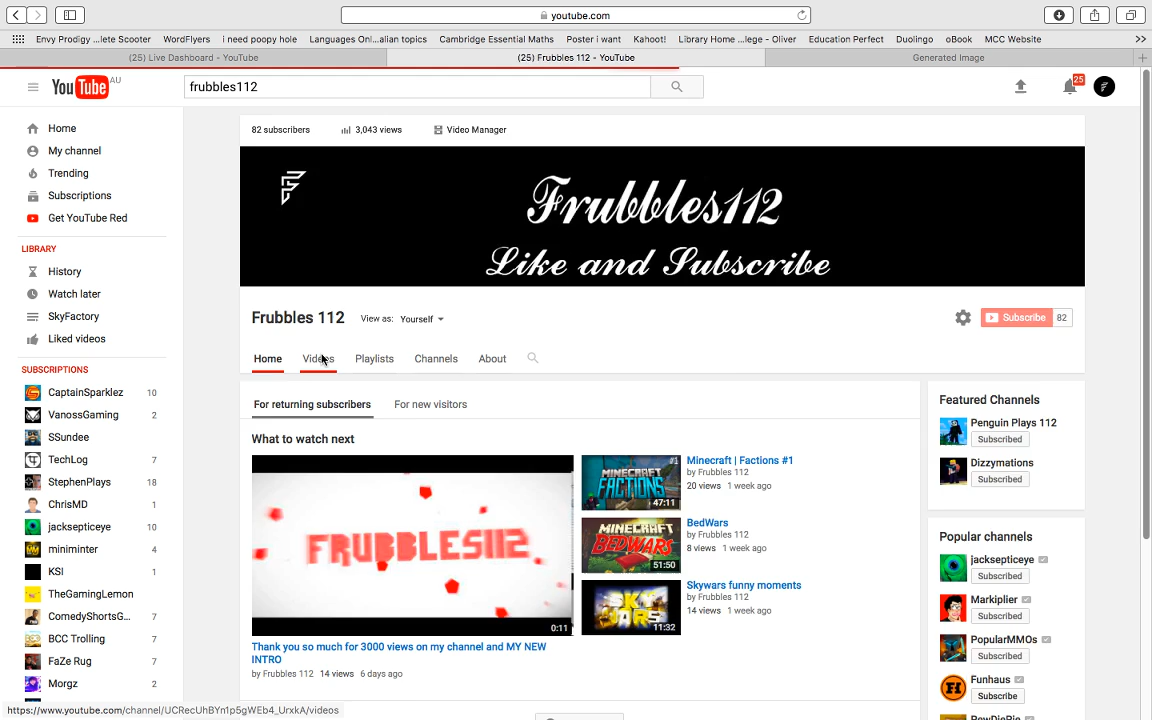 youtube.com
Envy Prodigy ...lete Scooter WordFlyers i need poopy hole Languages Onl...alian topics Cambridge Essential Maths Poster i want Kahoot! Library Home ...lege - Oliver Education Perfect Duolingo oBook MCC Website >>
(25) Live Dashboard - YouTube (25) Frubbles 112 - YouTube Generated Image
YouTube AU frubbles112 25
82 subscribers 3,043 views Video Manager
Home
My channel
Trending
Subscriptions
Get YouTube Red
LIBRARY
History
Watch later
SkyFactory
Liked videos
SUBSCRIPTIONS
CaptainSparklez 10
VanossGaming 2
SSundee
TechLog 7
StephenPlays 18
ChrisMD 1
jacksepticeye 10
miniminter 4
KSI 1
TheGamingLemon
ComedyShortsG... 7
BCC Trolling 7
FaZe Rug 7
Morgz 2
Frubbles112
Like and Subscribe
Frubbles 112 View as: Yourself Subscribe 82
Home Videos Playlists Channels About
For returning subscribers For new visitors
What to watch next
FRUBBLES112
0:11
Thank you so much for 3000 views on my channel and MY NEW
INTRO
by Frubbles 112 14 views 6 days ago
#1
MINECRAFT
FACTIONS
47:11
Minecraft | Factions #1
by Frubbles 112
20 views 1 week ago
MINECRAFT
BEDWARS
51:50
BedWars
by Frubbles 112
8 views 1 week ago
SKY
WARS
11:32
Skywars funny moments
by Frubbles 112
14 views 1 week ago
Featured Channels
Penguin Plays 112
Subscribed
Dizzymations
Subscribed
Popular channels
jacksepticeye
Subscribed
Markiplier
Subscribed
PopularMMOs
Subscribed
Funhaus
Subscribe
PewDiePie
https://www.youtube.com/channel/UCRecUhBYn1p5gWEb4_UrxkA/videos